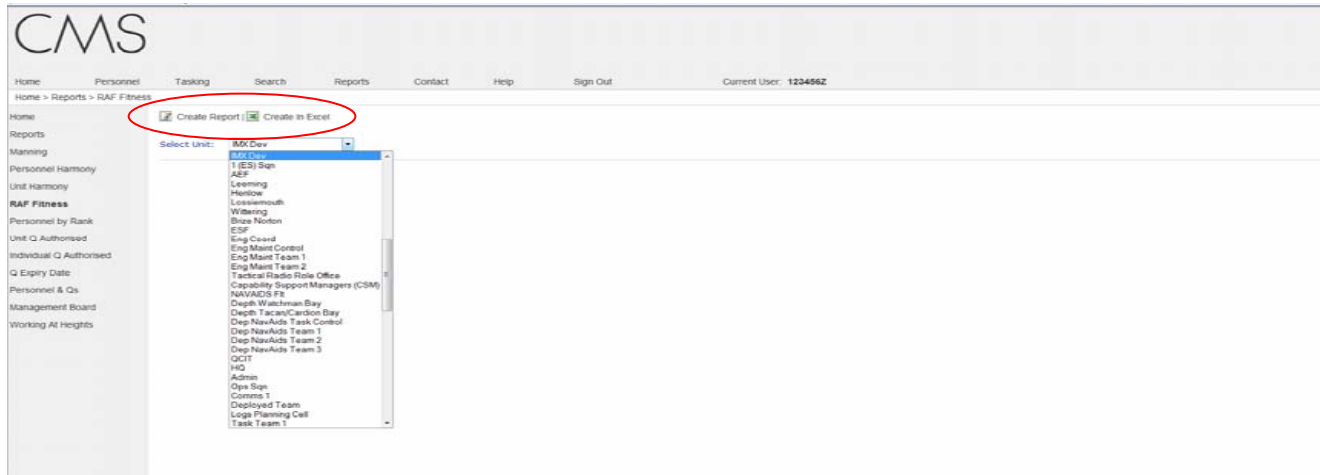 CMS
Home Personnel Tasking Search Reports Contact Help Sign Out Current User: 123456Z
Home > Reports > RAF Fitness
Home
Reports
Manning
Personnel Harmony
Unit Harmony
RAF Fitness
Personnel by Rank
Unit Q Authorised
Individual Q Authorised
Q Expiry Date
Personnel & Qs
Management Board
Working At Heights
Create Report | Create In Excel
Select Unit: IMX Dev
IMX Dev
1 (ES) Sqn
AEF
Leeming
Henlow
Lossiemouth
Wittering
Brize Norton
ESF
Eng Coord
Eng Maint Control
Eng Maint Team 1
Eng Maint Team 2
Tactical Radio Role Office
Capability Support Managers (CSM)
NAVAIDS Flt
Depth Watchman Bay
Depth Tacan/Cardion Bay
Dep NavAids Task Control
Dep NavAids Team 1
Dep NavAids Team 2
Dep NavAids Team 3
QCIT
HQ
Admin
Ops Sqn
Comms 1
Deployed Team
Logs Planning Cell
Task Team 1